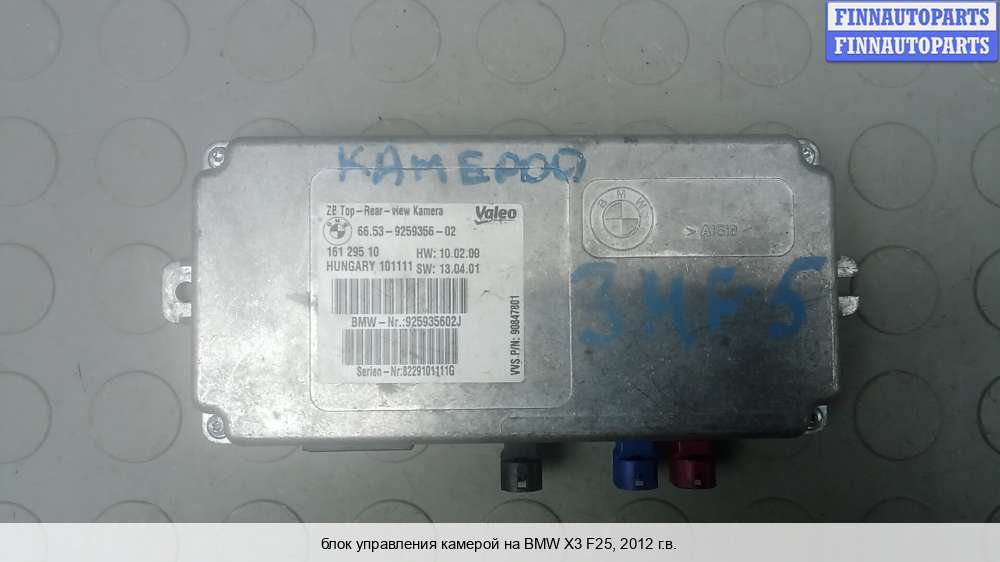 FINNAUTOPARTS
FINNAUTOPARTS
КАМЕРОЙ
ZB Top-Rear-view Kamera
Valeo
BMW
66.53-9259356-02
161 295 10 HW: 10.02.90
HUNGARY 101111 SW: 13.04.01
BMW-Nr.:925935602J
Serien-Nr:8229101111G
VVS.P/N: 90847801
BMW
3HF5
блок управления камерой на BMW X3 F25, 2012 г.в.